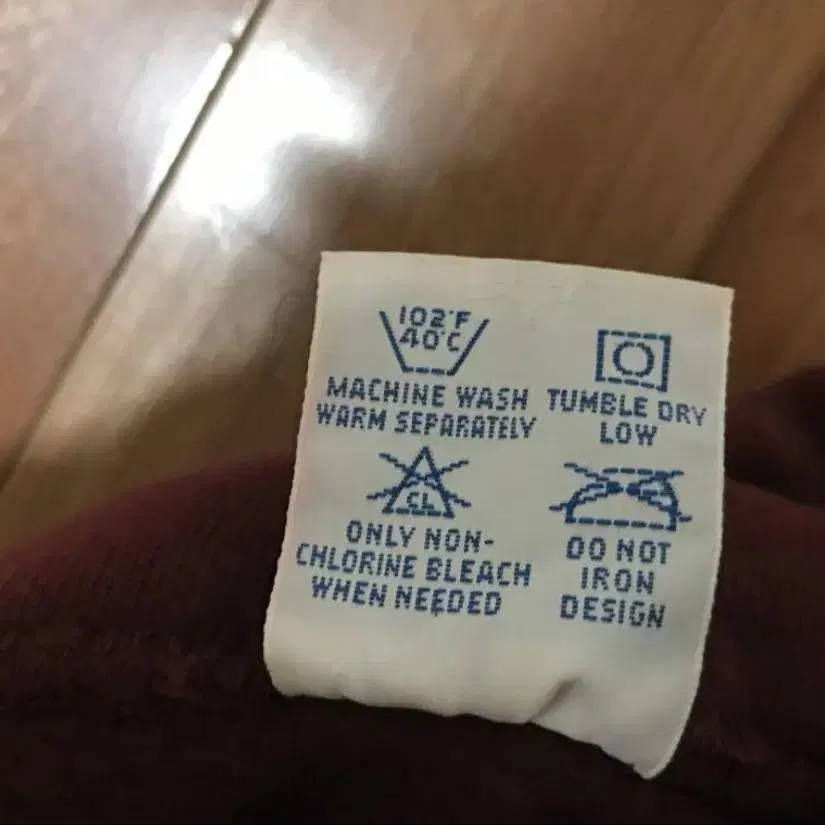 102°F
40°C
MACHINE WASH
WARM SEPARATELY
TUMBLE DRY
LOW
CL
ONLY NON-
CHLORINE BLEACH
WHEN NEEDED
DO NOT
IRON
DESIGN